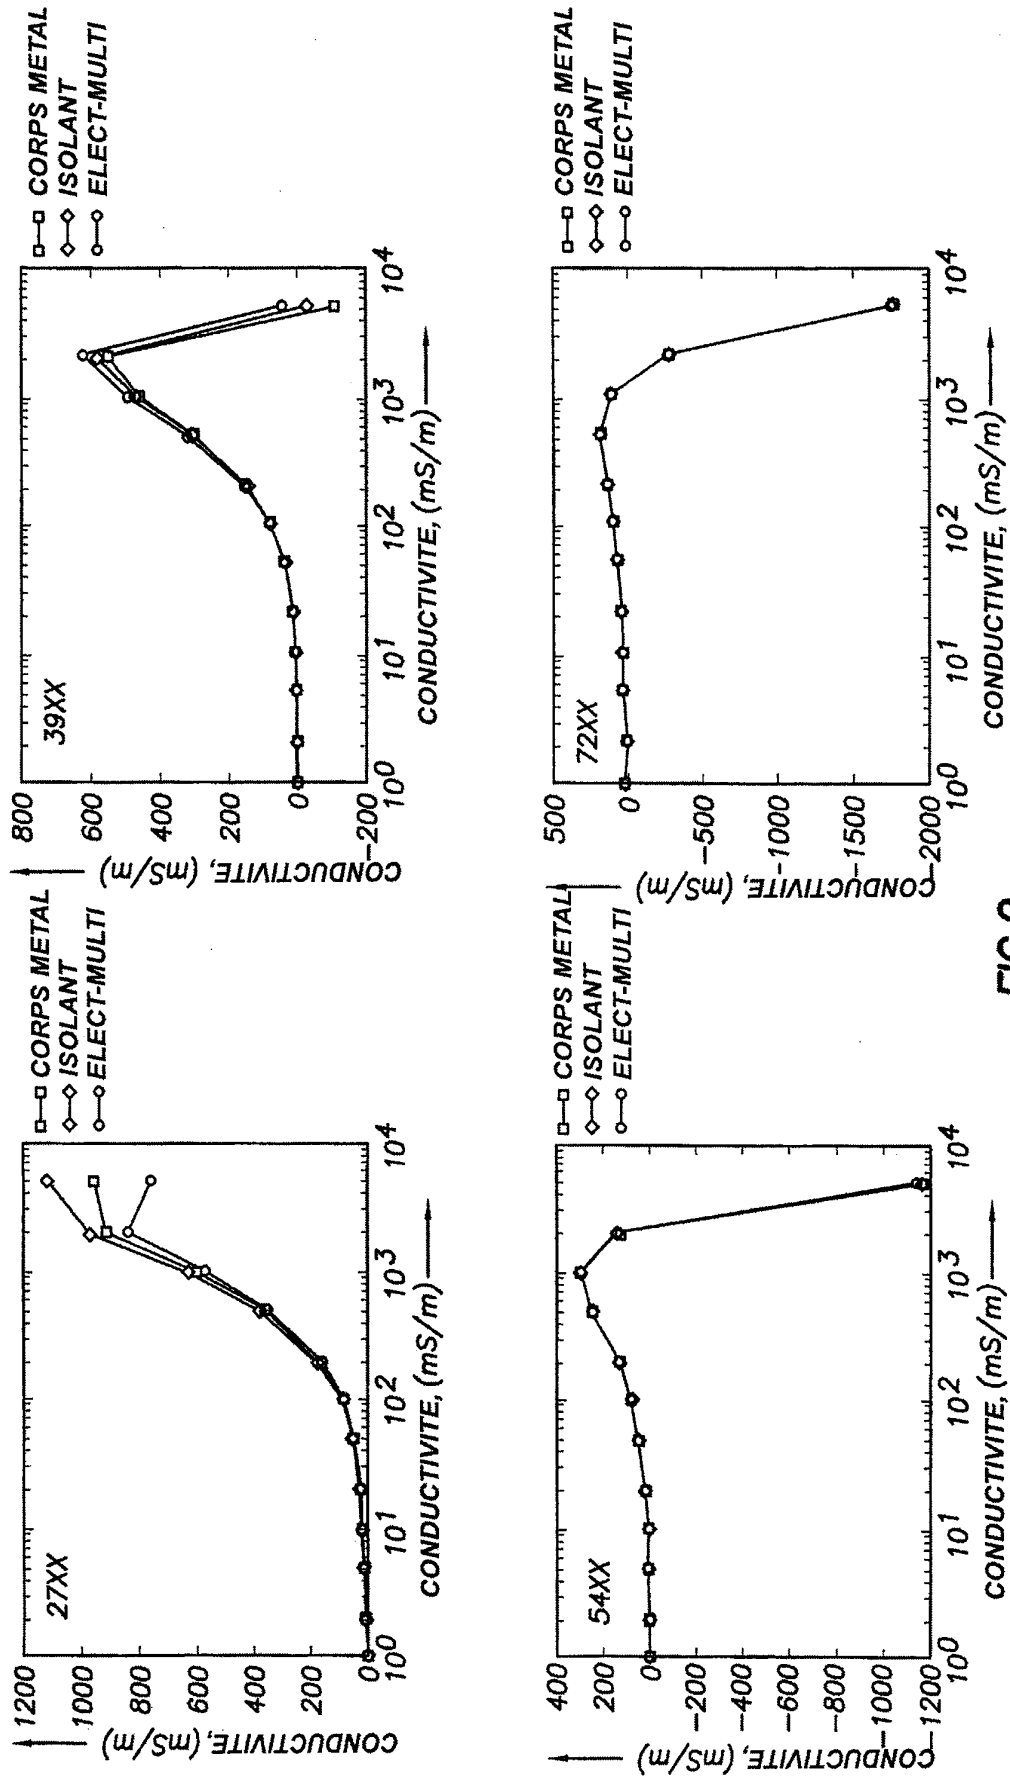 27XX
1200
1000
800
600
400
200
0
10^0
10^1
10^2
10^3
10^4
CONDUCTIVITE, (mS/m)
CONDUCTIVITE, (mS/m)
CORPS METAL
ISOLANT
ELECT-MULTI
39XX
800
600
400
200
0
-200
10^0
10^1
10^2
10^3
10^4
CONDUCTIVITE, (mS/m)
CONDUCTIVITE, (mS/m)
CORPS METAL
ISOLANT
ELECT-MULTI
54XX
400
200
0
-200
-400
-600
-800
-1000
-1200
10^0
10^1
10^2
10^3
10^4
CONDUCTIVITE, (mS/m)
CONDUCTIVITE, (mS/m)
CORPS METAL
ISOLANT
ELECT-MULTI
72XX
500
0
-500
-1000
-1500
-2000
10^0
10^1
10^2
10^3
10^4
CONDUCTIVITE, (mS/m)
CONDUCTIVITE, (mS/m)
CORPS METAL
ISOLANT
ELECT-MULTI